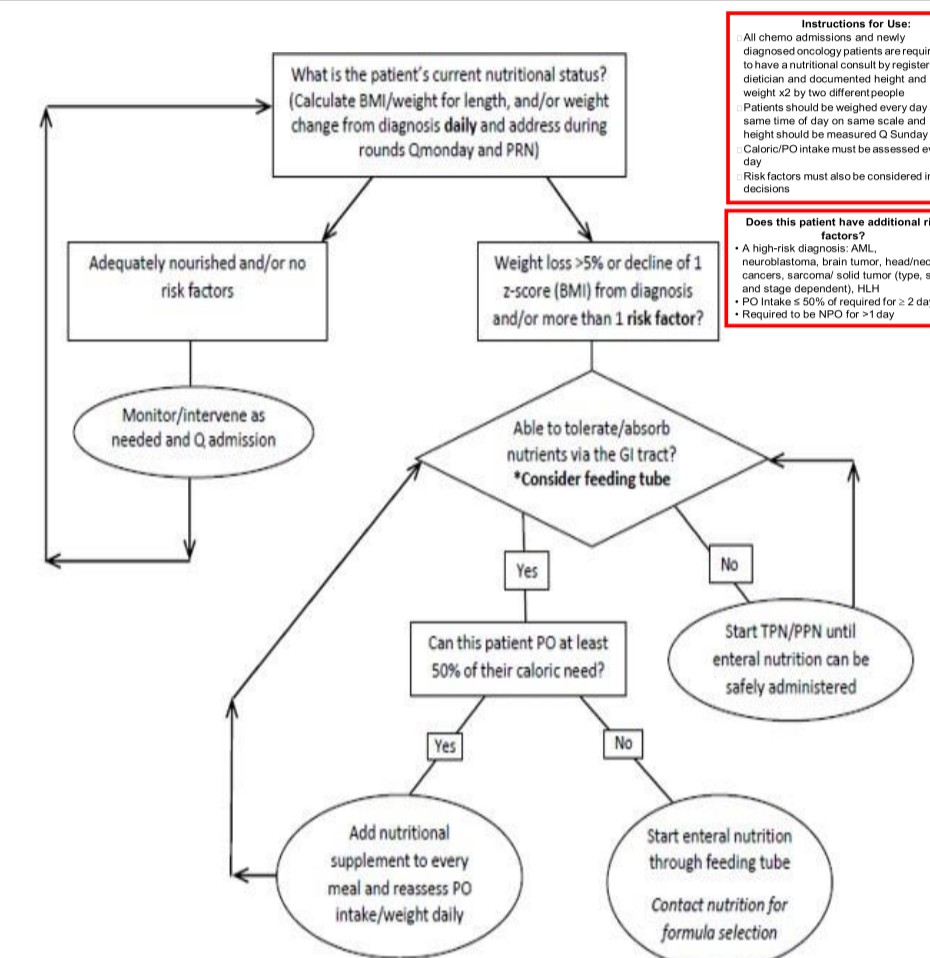 Instructions for Use:
All chemo admissions and newly
diagnosed oncology patients are requir
to have a nutritional consult by register
dietician and documented height and
weight x2 by two different people
Patients should be weighed every day
same time of day on same scale and
height should be measured Q Sunday
Caloric/PO intake must be assessed e
day
Risk factors must also be considered i
decisions
What is the patient's current nutritional status?
(Calculate BMI/weight for length, and/or weight
change from diagnosis daily and address during
rounds Qmonday and PRN)
Does this patient have additional ri
factors?
• A high-risk diagnosis: AML,
neuroblastoma, brain tumor, head/nec
cancers, sarcoma/ solid tumor (type, s
and stage dependent), HLH
• PO Intake ≤ 50% of required for ≥ 2 da
• Required to be NPO for >1 day
Adequately nourished and/or no
risk factors
Weight loss >5% or decline of 1
z-score (BMI) from diagnosis
and/or more than 1 risk factor?
Monitor/intervene as
needed and Q admission
Able to tolerate/absorb
nutrients via the GI tract?
*Consider feeding tube
Yes
No
Can this patient PO at least
50% of their caloric need?
Start TPN/PPN until
enteral nutrition can be
safely administered
Yes
No
Add nutritional
supplement to every
meal and reassess PO
intake/weight daily
Start enteral nutrition
through feeding tube
Contact nutrition for
formula selection